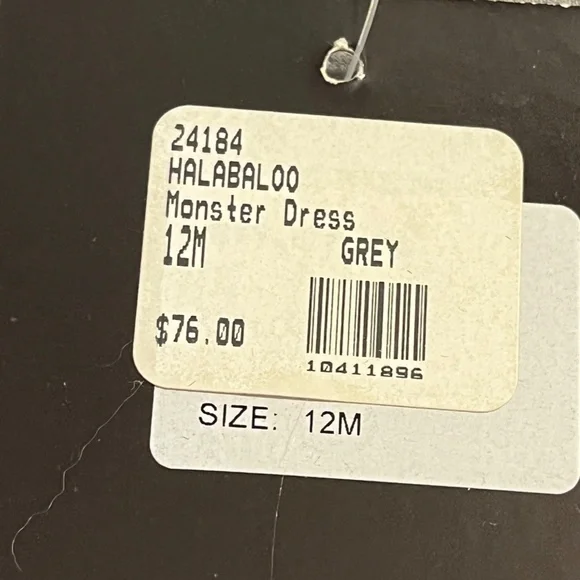 24184
HALABALOO
Monster Dress
12M GREY
$76.00
10411896
SIZE: 12M